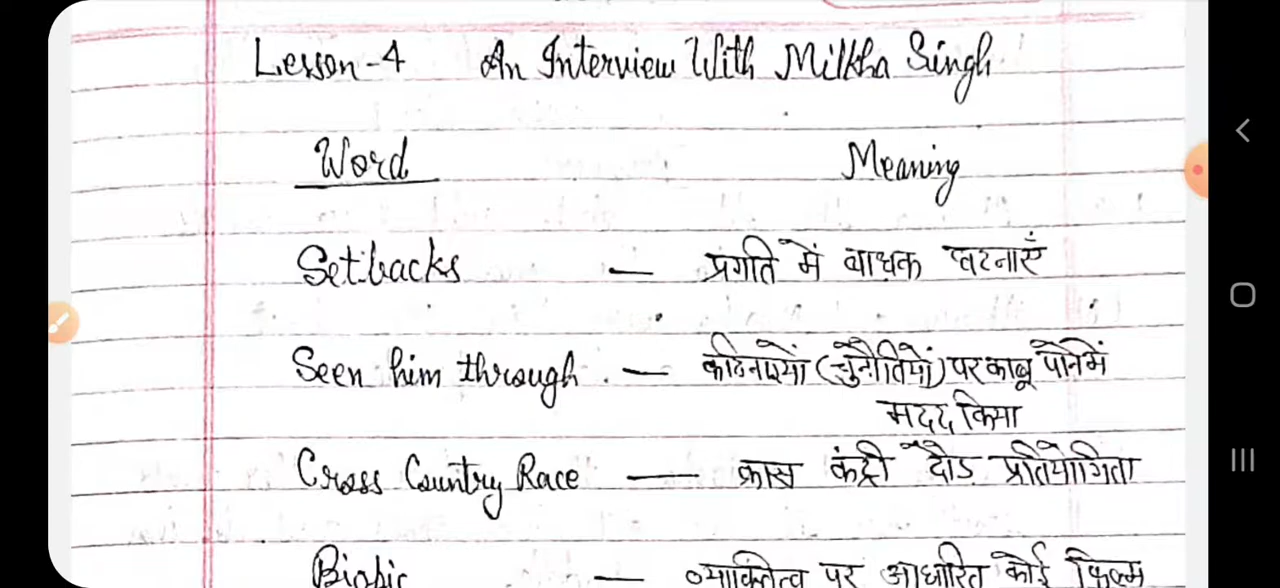 Lesson-4 An Interview With Milkha Singh
Word Meaning
Setbacks — प्रगति में बाधक घटनाएँ
Seen him through. — कठिनाइयों (चुनौतियों) पर काबू पाने में
मदद किया
Cross Country Race — क्रास कंट्री दौड प्रतियोगिता
Biopic — व्यक्तित्व पर आधारित कोई फिल्म